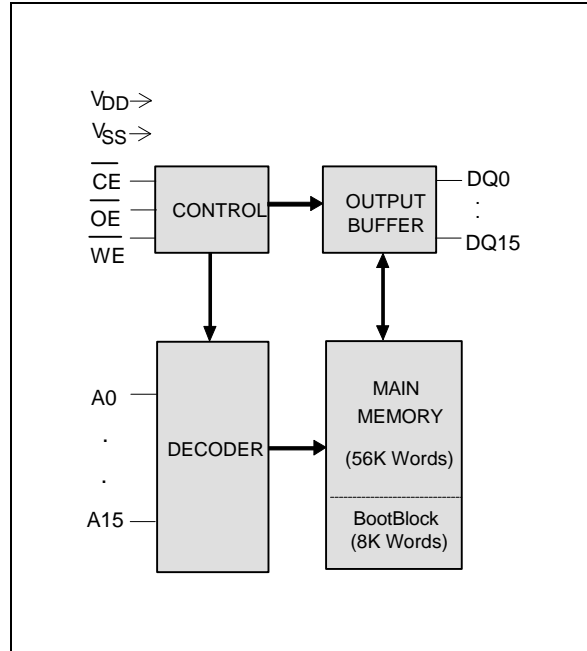 VDD
VSS
CE
OE
WE
CONTROL
OUTPUT
BUFFER
DQ0
.
.
DQ15
A0
.
.
A15
DECODER
MAIN
MEMORY
(56K Words)
BootBlock
(8K Words)